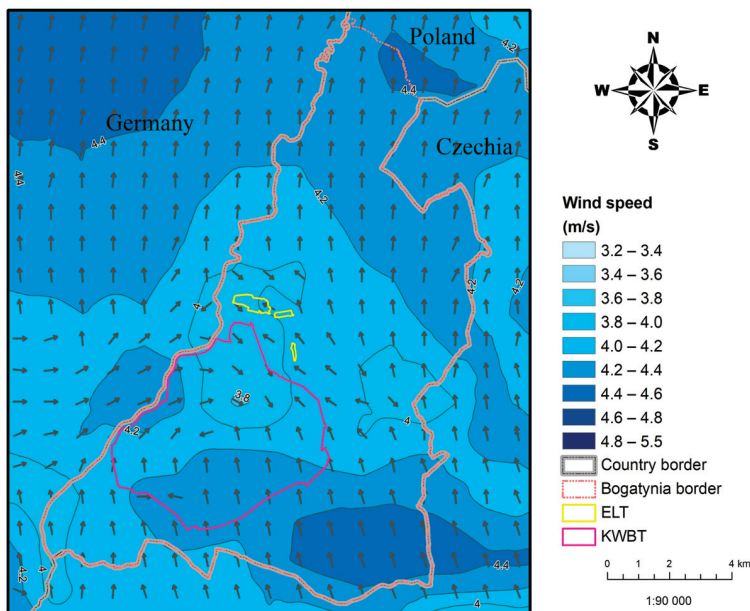 Poland
4.2
4.4
Germany
Czechia
4.4
4.4
4.2
4
4.2
4.2
3.8
4
4.2
4.2
4
4.4
4
N
W
E
S
Wind speed
(m/s)
3.2 – 3.4
3.4 – 3.6
3.6 – 3.8
3.8 – 4.0
4.0 – 4.2
4.2 – 4.4
4.4 – 4.6
4.6 – 4.8
4.8 – 5.5
Country border
Bogatynia border
ELT
KWBT
0
2
4 km
1:90 000